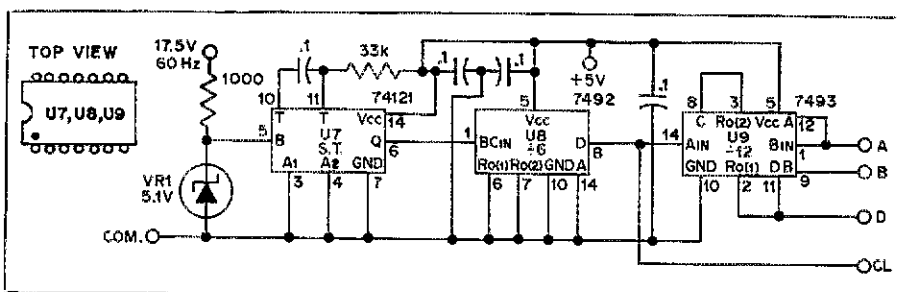 TOP VIEW
U7,U8,U9
17.5V
60 Hz
1000
VR1
5.1V
COM.
.1
33k
10
T
11
T
74121
Vcc
14
5
B
U7
S.T.
Q
6
A1
A2
GND
3
4
7
.1
.1
5
7492
Vcc
1
BCIN
U8
÷6
D
8
Ro(1)
Ro(2)
GND
A
6
7
10
14
+5V
.1
8
3
5
7493
C
Ro(2)
Vcc
A
12
14
AIN
U9
÷12
BIN
1
GND
Ro(1)
D
B
9
10
2
11
A
B
D
CL